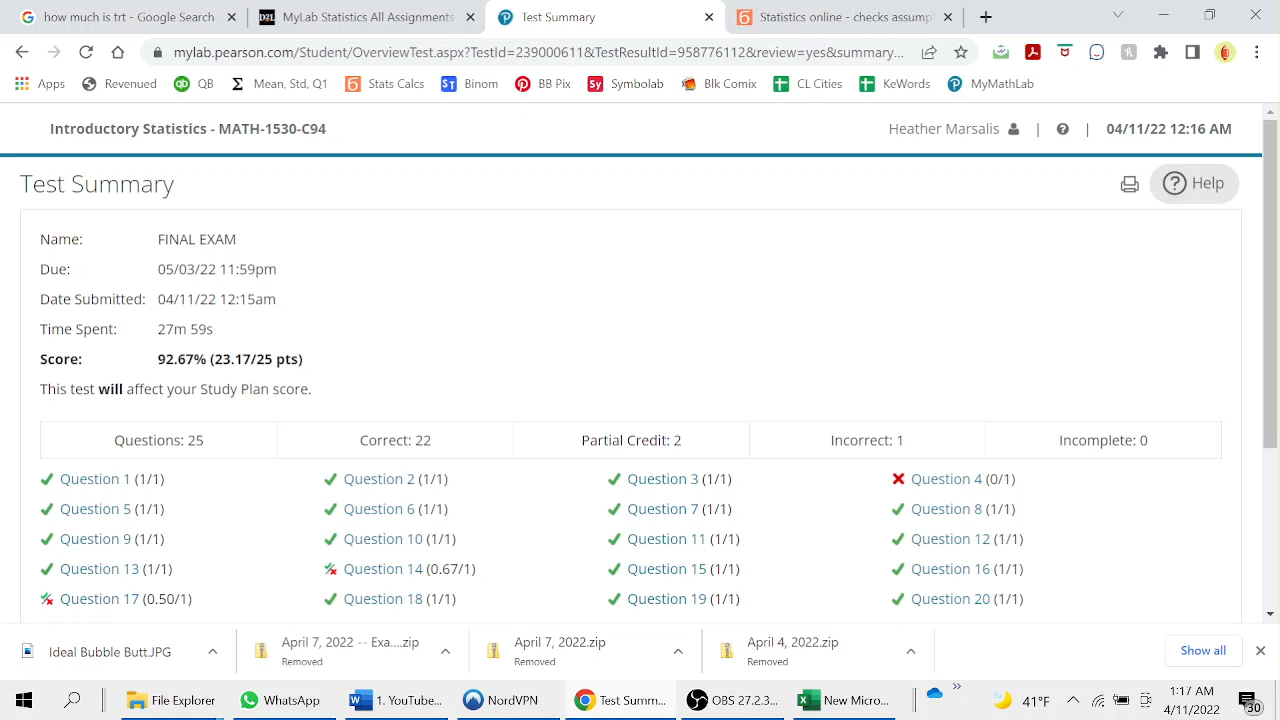 how much is trt - Google Search
MyLab Statistics All Assignments
Test Summary
Statistics online - checks assump
mylab.pearson.com/Student/OverviewTest.aspx?TestId=239000611&TestResultId=958776112&review=yes&summary...
Apps Revenued QB Mean, Std, Q1 Stats Calcs Binom BB Pix Symbolab Blk Comix CL Cities KeWords MyMathLab
Introductory Statistics - MATH-1530-C94 Heather Marsalis | | 04/11/22 12:16 AM
Test Summary Help
Name: FINAL EXAM
Due: 05/03/22 11:59pm
Date Submitted: 04/11/22 12:15am
Time Spent: 27m 59s
Score: 92.67% (23.17/25 pts)
This test will affect your Study Plan score.
Questions: 25 Correct: 22 Partial Credit: 2 Incorrect: 1 Incomplete: 0
Question 1 (1/1) Question 2 (1/1) Question 3 (1/1) Question 4 (0/1)
Question 5 (1/1) Question 6 (1/1) Question 7 (1/1) Question 8 (1/1)
Question 9 (1/1) Question 10 (1/1) Question 11 (1/1) Question 12 (1/1)
Question 13 (1/1) Question 14 (0.67/1) Question 15 (1/1) Question 16 (1/1)
Question 17 (0.50/1) Question 18 (1/1) Question 19 (1/1) Question 20 (1/1)
Ideal Bubble Butt.JPG
April 7, 2022 -- Exa....zip
Removed
April 7, 2022.zip
Removed
April 4, 2022.zip
Removed
Show all
File Explorer WhatsApp 1. YouTube... NordVPN Test Summ... OBS 27.2.3... New Micro... 41°F
1:17 AM
4/11/2022
30